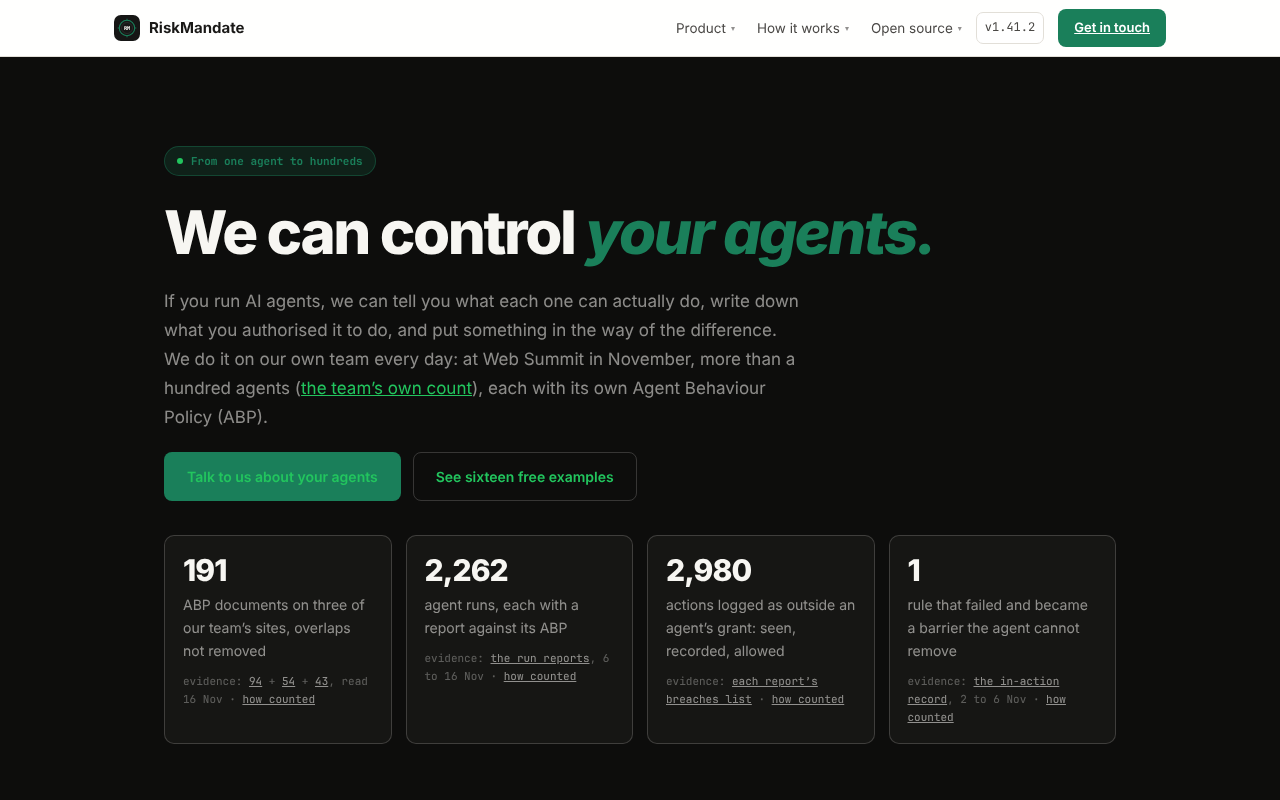 RM
RiskMandate
Product ▾
How it works ▾
Open source ▾
v1.41.2
Get in touch
From one agent to hundreds
We can control your agents.
If you run AI agents, we can tell you what each one can actually do, write down
what you authorised it to do, and put something in the way of the difference.
We do it on our own team every day: at Web Summit in November, more than a
hundred agents (the team’s own count), each with its own Agent Behaviour
Policy (ABP).
Talk to us about your agents
See sixteen free examples
191
ABP documents on three of
our team’s sites, overlaps
not removed
evidence: 94 + 54 + 43, read
16 Nov · how counted
2,262
agent runs, each with a
report against its ABP
evidence: the run reports, 6
to 16 Nov · how counted
2,980
actions logged as outside an
agent’s grant: seen,
recorded, allowed
evidence: each report’s
breaches list · how counted
1
rule that failed and became
a barrier the agent cannot
remove
evidence: the in-action
record, 2 to 6 Nov · how
counted